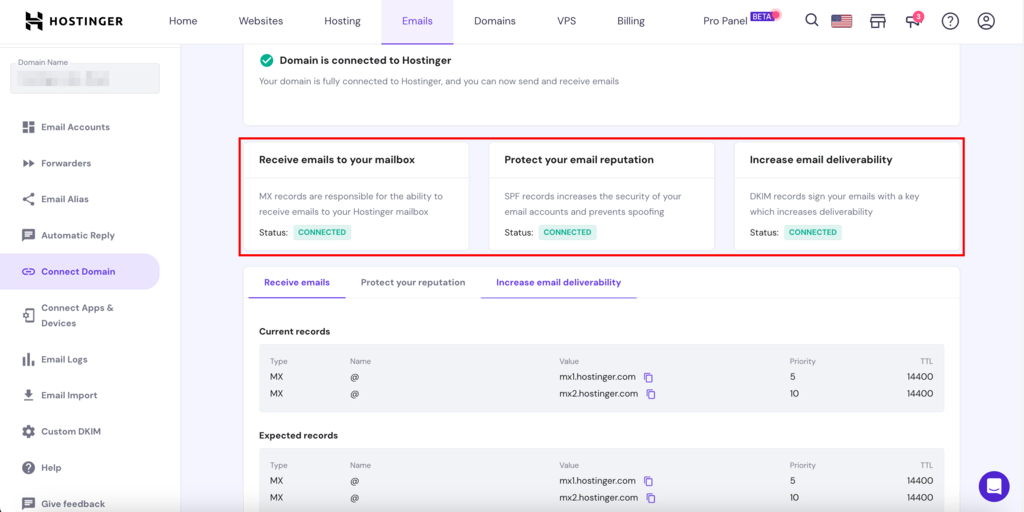 HOSTINGER
Home
Websites
Hosting
Emails
Domains
VPS
Billing
Pro Panel BETA
3
Domain Name
Email Accounts
Forwarders
Email Alias
Automatic Reply
Connect Domain
Connect Apps &
Devices
Email Logs
Email Import
Custom DKIM
Help
Give feedback
Domain is connected to Hostinger
Your domain is fully connected to Hostinger, and you can now send and receive emails
Receive emails to your mailbox
MX records are responsible for the ability to
receive emails to your Hostinger mailbox
Status: CONNECTED
Protect your email reputation
SPF records increases the security of your
email accounts and prevents spoofing
Status: CONNECTED
Increase email deliverability
DKIM records sign your emails with a key
which increases deliverability
Status: CONNECTED
Receive emails
Protect your reputation
Increase email deliverability
Current records
Type Name Value Priority TTL
MX @ mx1.hostinger.com 5 14400
MX @ mx2.hostinger.com 10 14400
Expected records
Type Name Value Priority TTL
MX @ mx1.hostinger.com 5 14400
MX @ mx2.hostinger.com 10 14400